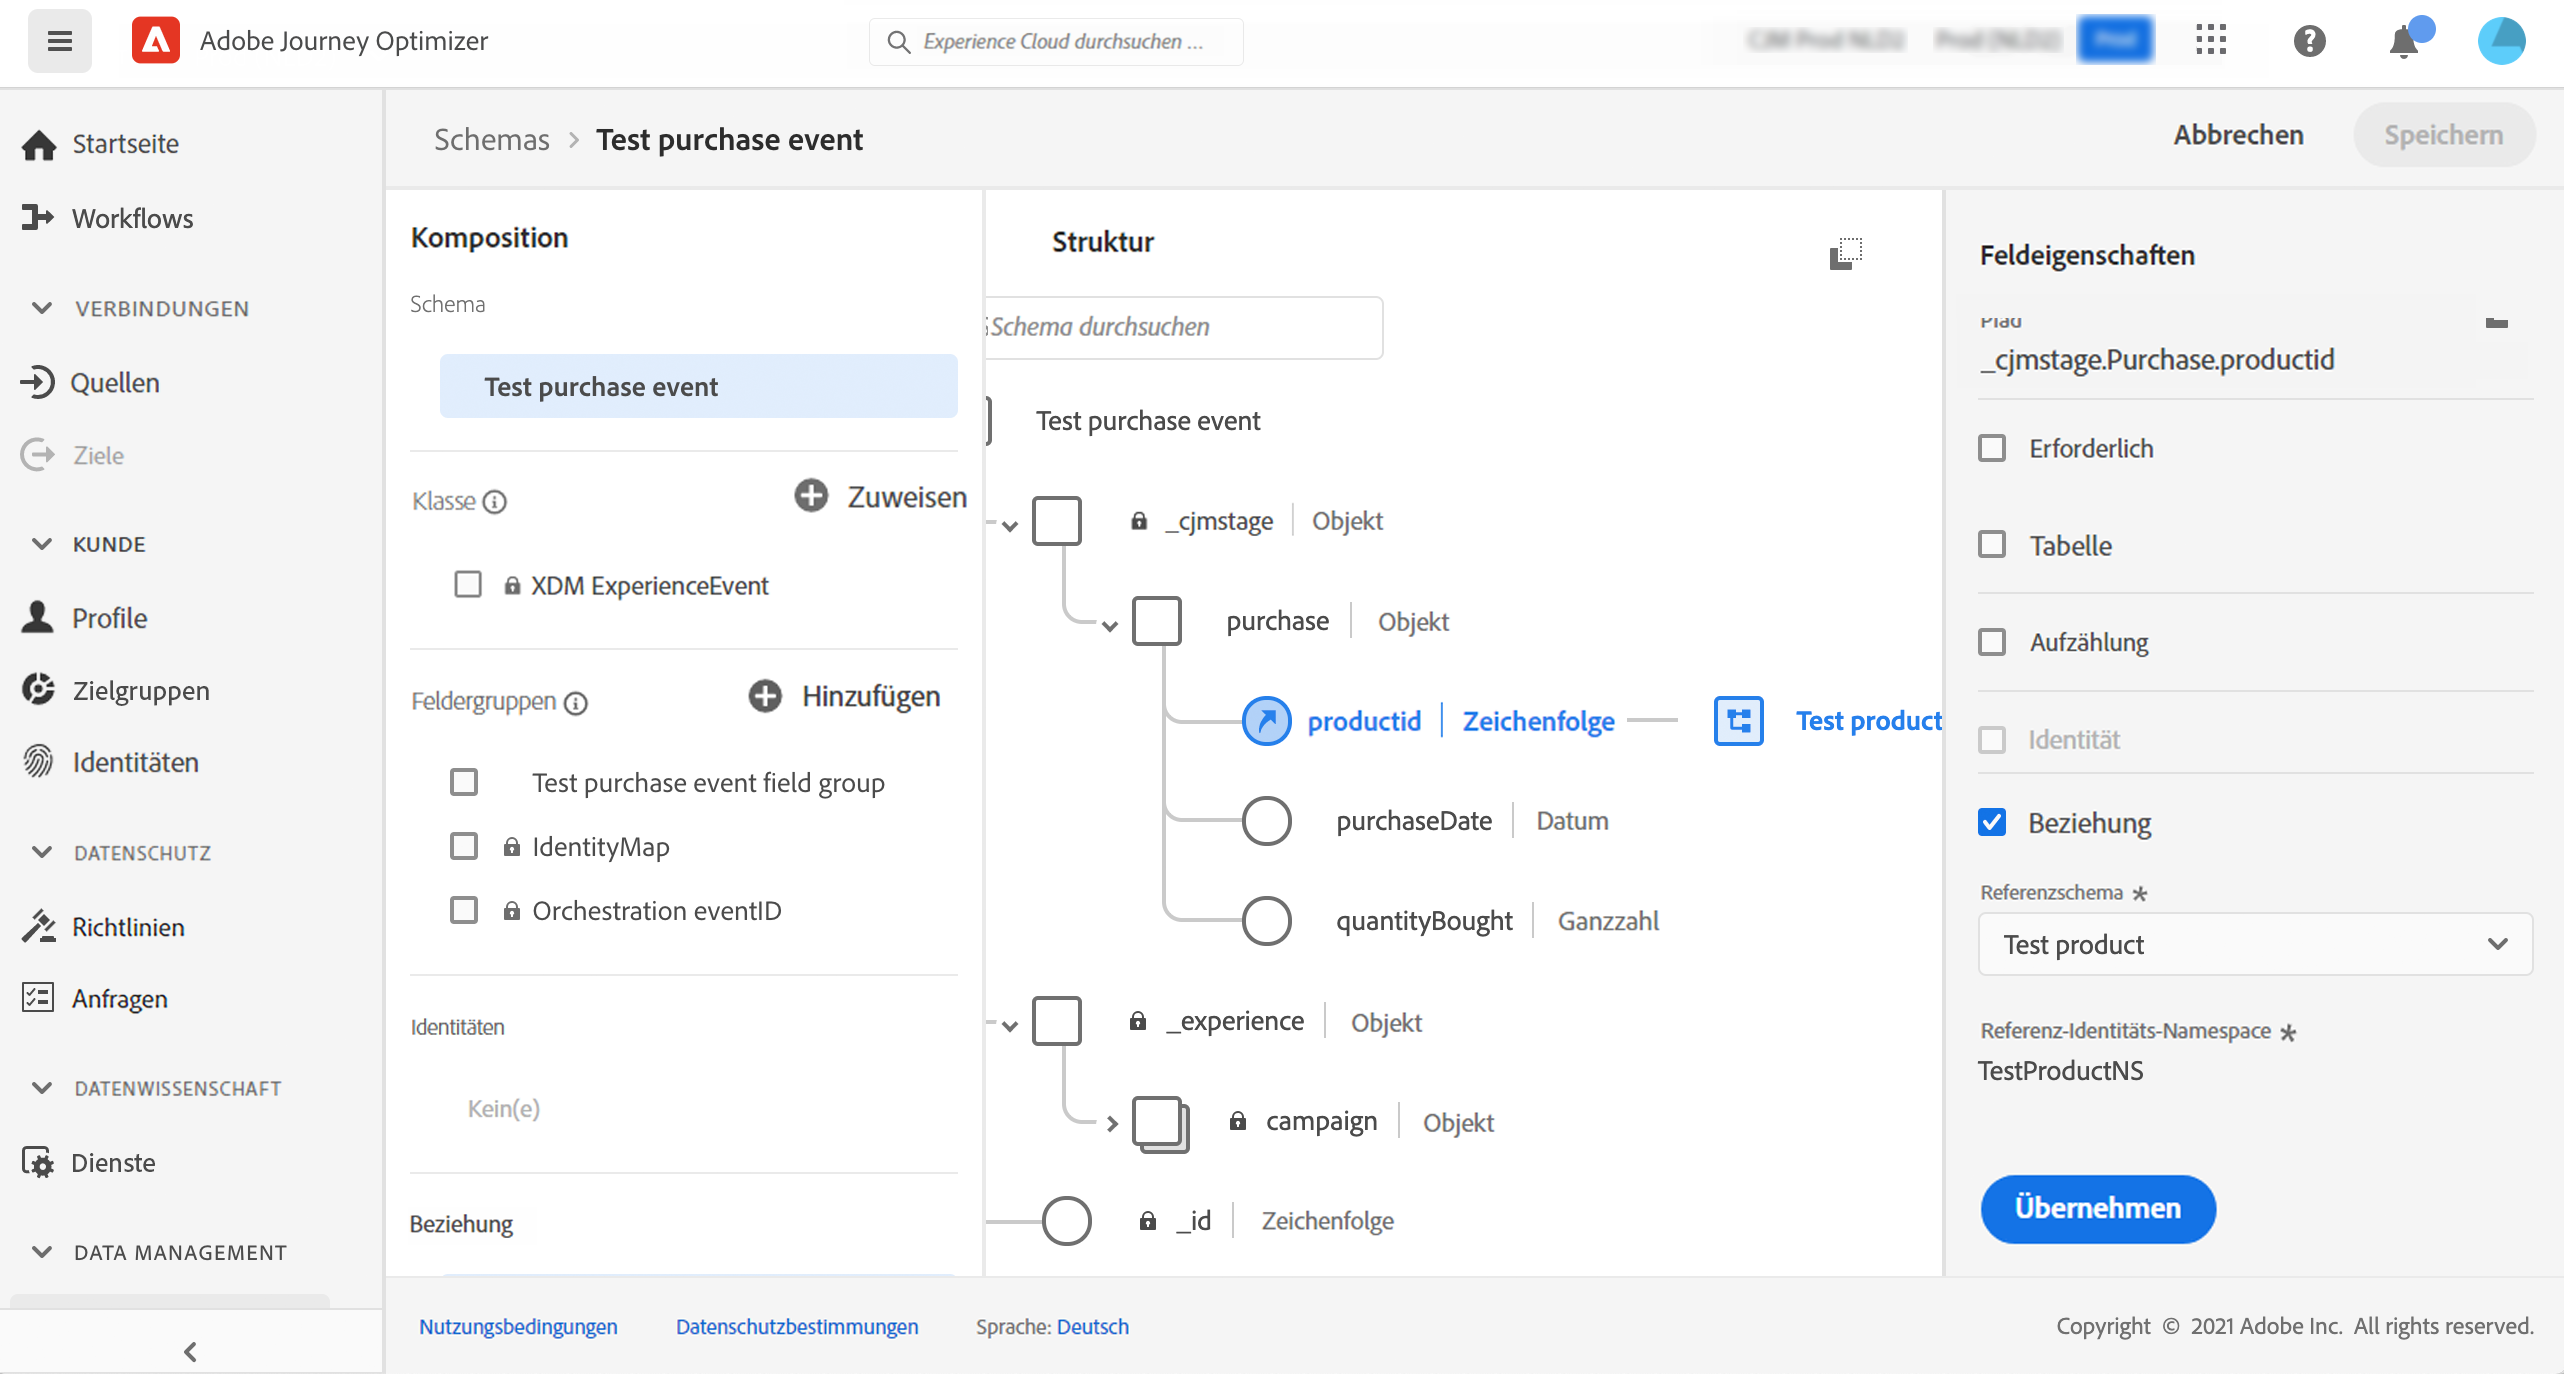 Adobe Journey Optimizer
Experience Cloud durchsuchen ...
Startseite
Workflows
VERBINDUNGEN
Quellen
Ziele
KUNDE
Profile
Zielgruppen
Identitäten
DATENSCHUTZ
Richtlinien
Anfragen
DATENWISSENSCHAFT
Dienste
DATA MANAGEMENT
Schemas > Test purchase event
Abbrechen
Speichern
Komposition
Schema
Test purchase event
Klasse
Zuweisen
XDM ExperienceEvent
Feldergruppen
Hinzufügen
Test purchase event field group
IdentityMap
Orchestration eventID
Identitäten
Kein(e)
Beziehung
Struktur
Schema durchsuchen
Test purchase event
_cjmstage | Objekt
purchase | Objekt
productid | Zeichenfolge
Test product
purchaseDate | Datum
quantityBought | Ganzzahl
_experience | Objekt
campaign | Objekt
_id | Zeichenfolge
Feldeigenschaften
Pfad
_cjmstage.Purchase.productid
Erforderlich
Tabelle
Aufzählung
Identität
Beziehung
Referenzschema *
Test product
Referenz-Identitäts-Namespace *
TestProductNS
Übernehmen
Nutzungsbedingungen
Datenschutzbestimmungen
Sprache: Deutsch
Copyright © 2021 Adobe Inc. All rights reserved.